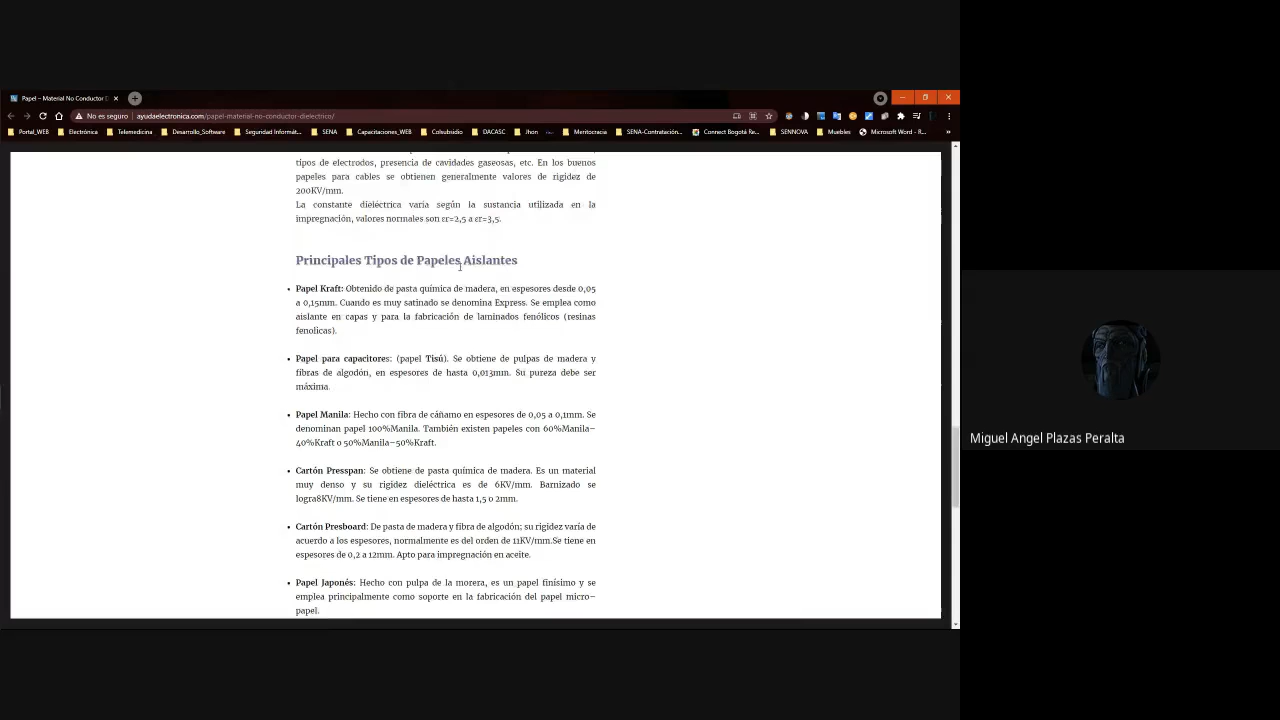 Papel – Material No Conductor D
No es seguro
ayudaelectronica.com/papel-material-no-conductor-dielectrico/
Portal_WEB
Electrónica
Telemedicina
Desarrollo_Software
Seguridad Informát...
SENA
Capacitaciones_WEB
Colsubsidio
DACASC
Jhon
Meritocracia
SENA-Contratación...
Connect Bogotá Re...
SENNOVA
Muebles
Microsoft Word - R...
tipos de electrodos, presencia de cavidades gaseosas, etc. En los buenos
papeles para cables se obtienen generalmente valores de rigidez de
200KV/mm.
La constante dieléctrica varía según la sustancia utilizada en la
impregnación, valores normales son εr=2,5 a εr=3,5.
Principales Tipos de Papeles Aislantes
Papel Kraft: Obtenido de pasta química de madera, en espesores desde 0,05
a 0,15mm. Cuando es muy satinado se denomina Express. Se emplea como
aislante en capas y para la fabricación de laminados fenólicos (resinas
fenolicas).
Papel para capacitores: (papel Tisú). Se obtiene de pulpas de madera y
fibras de algodón, en espesores de hasta 0,013mm. Su pureza debe ser
máxima.
Papel Manila: Hecho con fibra de cáñamo en espesores de 0,05 a 0,1mm. Se
denominan papel 100%Manila. También existen papeles con 60%Manila–
40%Kraft o 50%Manila–50%Kraft.
Cartón Presspan: Se obtiene de pasta química de madera. Es un material
muy denso y su rigidez dieléctrica es de 6KV/mm. Barnizado se
logra8KV/mm. Se tiene en espesores de hasta 1,5 o 2mm.
Cartón Presboard: De pasta de madera y fibra de algodón; su rigidez varía de
acuerdo a los espesores, normalmente es del orden de 11KV/mm.Se tiene en
espesores de 0,2 a 12mm. Apto para impregnación en aceite.
Papel Japonés: Hecho con pulpa de la morera, es un papel finísimo y se
emplea principalmente como soporte en la fabricación del papel micro–
papel.
Miguel Angel Plazas Peralta